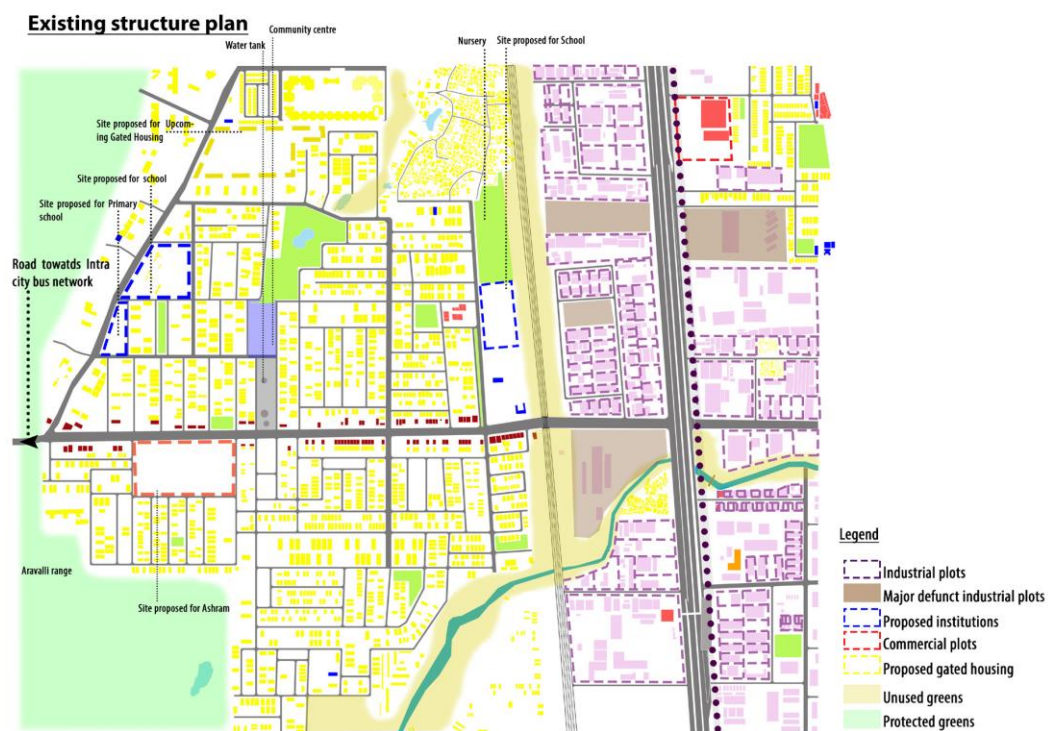 Existing structure plan
Community centre
Water tank
Nursery
Site proposed for School
Site proposed for Upcom-
ing Gated Housing
Site proposed for school
Site proposed for Primary
school
Road towatds Intra
city bus network
Aravalli range
Site proposed for Ashram
Legend
Industrial plots
Major defunct industrial plots
Proposed institutions
Commercial plots
Proposed gated housing
Unused greens
Protected greens